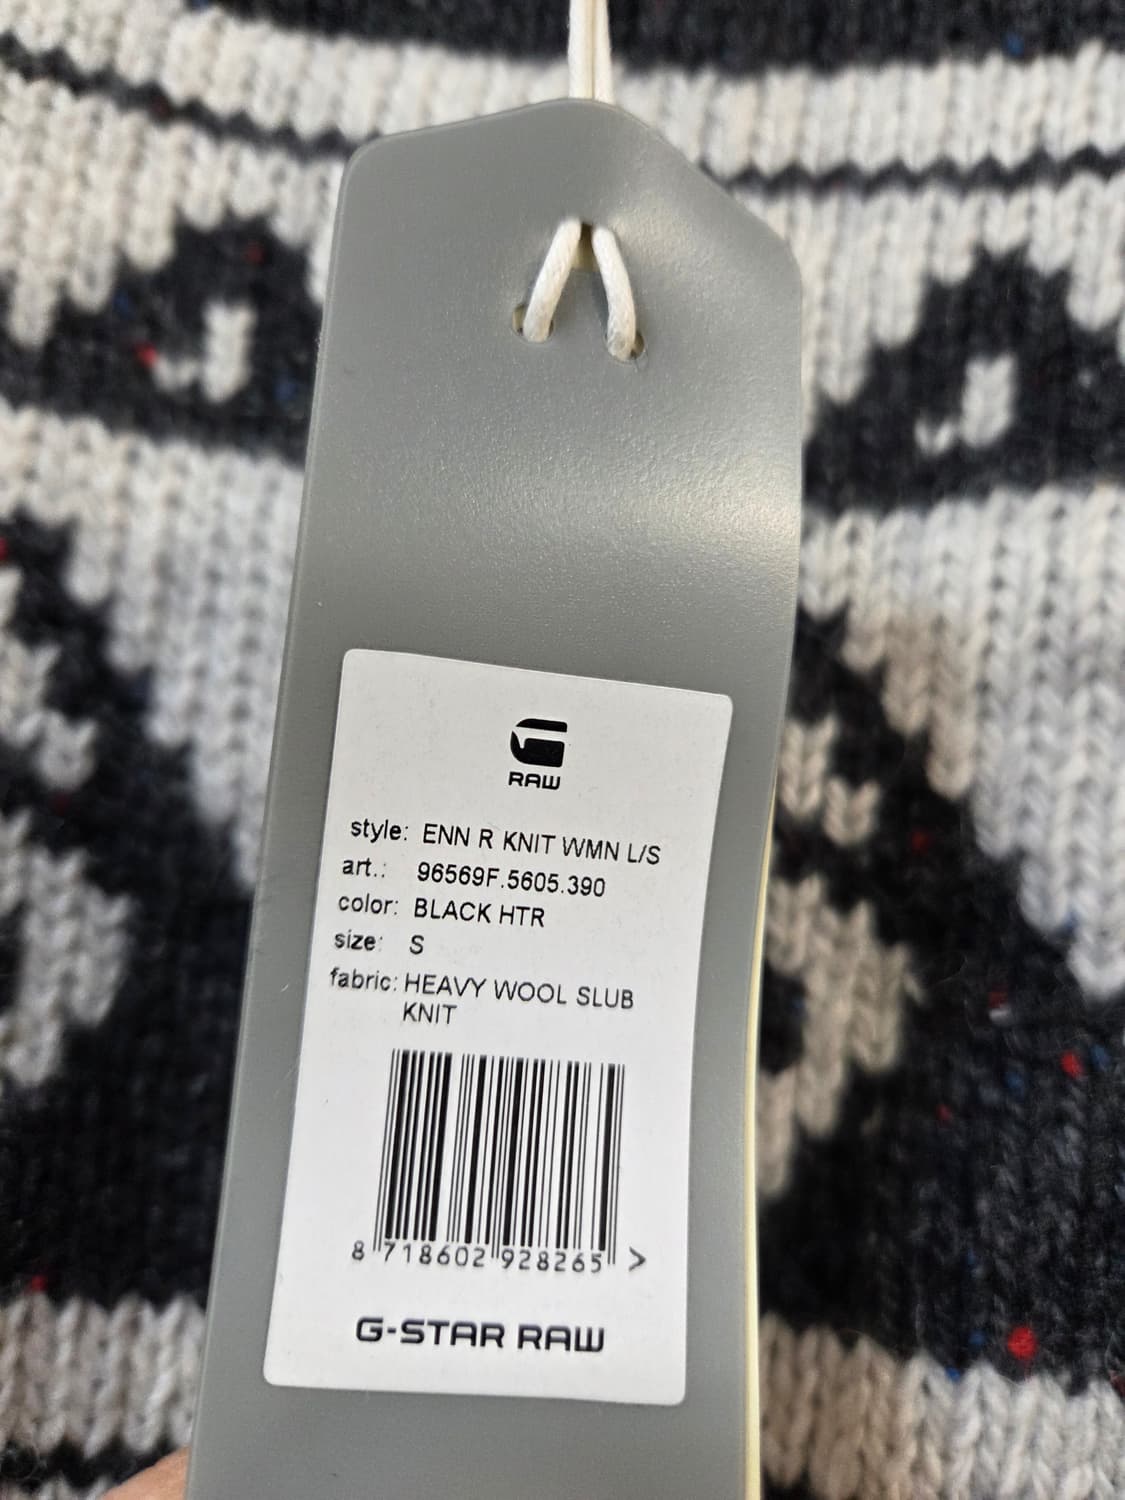 RAW
style: ENN R KNIT WMN L/S
art.: 96569F.5605.390
color: BLACK HTR
size: S
fabric: HEAVY WOOL SLUB
KNIT
8 718602 928265 >
G-STAR RAW